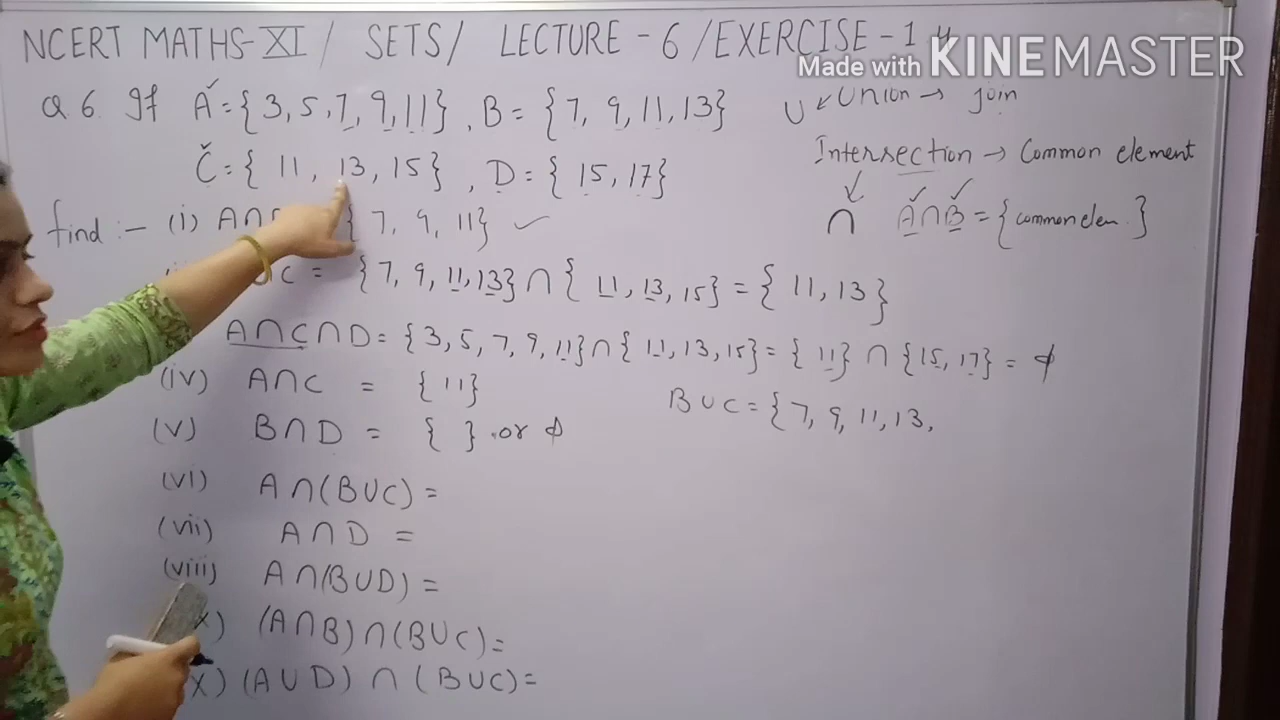 NCERT MATHS-XI / SETS / LECTURE - 6 / EXERCISE - 1.4
Made with KINEMASTER
Q 6. If A = {3, 5, 7, 9, 11}, B = {7, 9, 11, 13}
∪ ↙ Union → join
C = { 11, 13, 15}, D = { 15, 17}
Intersection → Common element
∩ A∩B = {common elem. }
find :- (i) A∩ { 7, 9, 11} ✓
C = {7, 9, 11, 13} ∩ { 11, 13, 15} = { 11, 13}
A∩C∩D = {3, 5, 7, 9, 11} ∩ { 11, 13, 15} = { 11} ∩ {15, 17} = ϕ
(iv) A∩C = { 11}
B∪C = {7, 9, 11, 13,
(v) B∩D = { } or ϕ
(vi) A∩(B∪C) =
(vii) A∩D =
(viii) A∩(B∪D) =
x) (A∩B)∩(B∪C) =
x) (A∪D) ∩ (B∪C) =